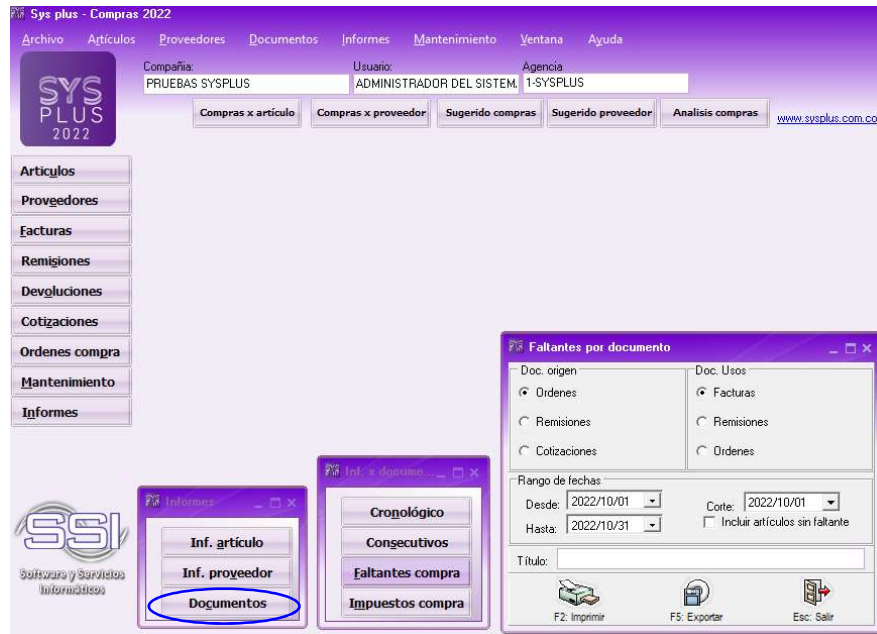 Sys plus - Compras 2022
Archivo Artículos Proveedores Documentos Informes Mantenimiento Ventana Ayuda
Compañia: Usuario: Agencia
PRUEBAS SYSPLUS ADMINISTRADOR DEL SISTEM. 1-SYSPLUS
SYS
PLUS
2022
Compras x artículo Compras x proveedor Sugerido compras Sugerido proveedor Analisis compras www.sysplus.com.co
Articulos
Proveedores
Facturas
Remisiones
Devoluciones
Cotizaciones
Ordenes compra
Mantenimiento
Informes
SSI
Software y Servicios
Informáticos
Informes
Inf. artículo
Inf. proveedor
Documentos
Inf. x docume...
Cronológico
Consecutivos
Faltantes compra
Impuestos compra
Faltantes por documento
Doc. origen Doc. Usos
Ordenes Facturas
Remisiones Remisiones
Cotizaciones Ordenes
Rango de fechas
Desde: 2022/10/01 Corte: 2022/10/01
Hasta: 2022/10/31 Incluir artículos sin faltante
Título:
F2: Imprimir F5: Exportar Esc: Salir